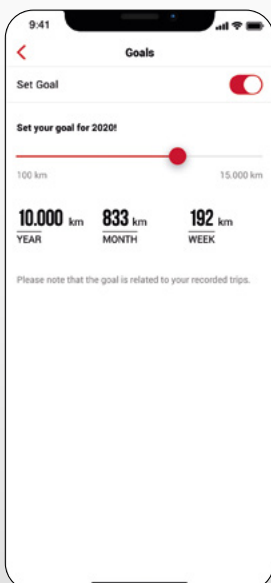 9:41
Goals
Set Goal
Set your goal for 2020!
100 km 15.000 km
10.000 km 833 km 192 km
YEAR MONTH WEEK
Please note that the goal is related to your recorded trips.